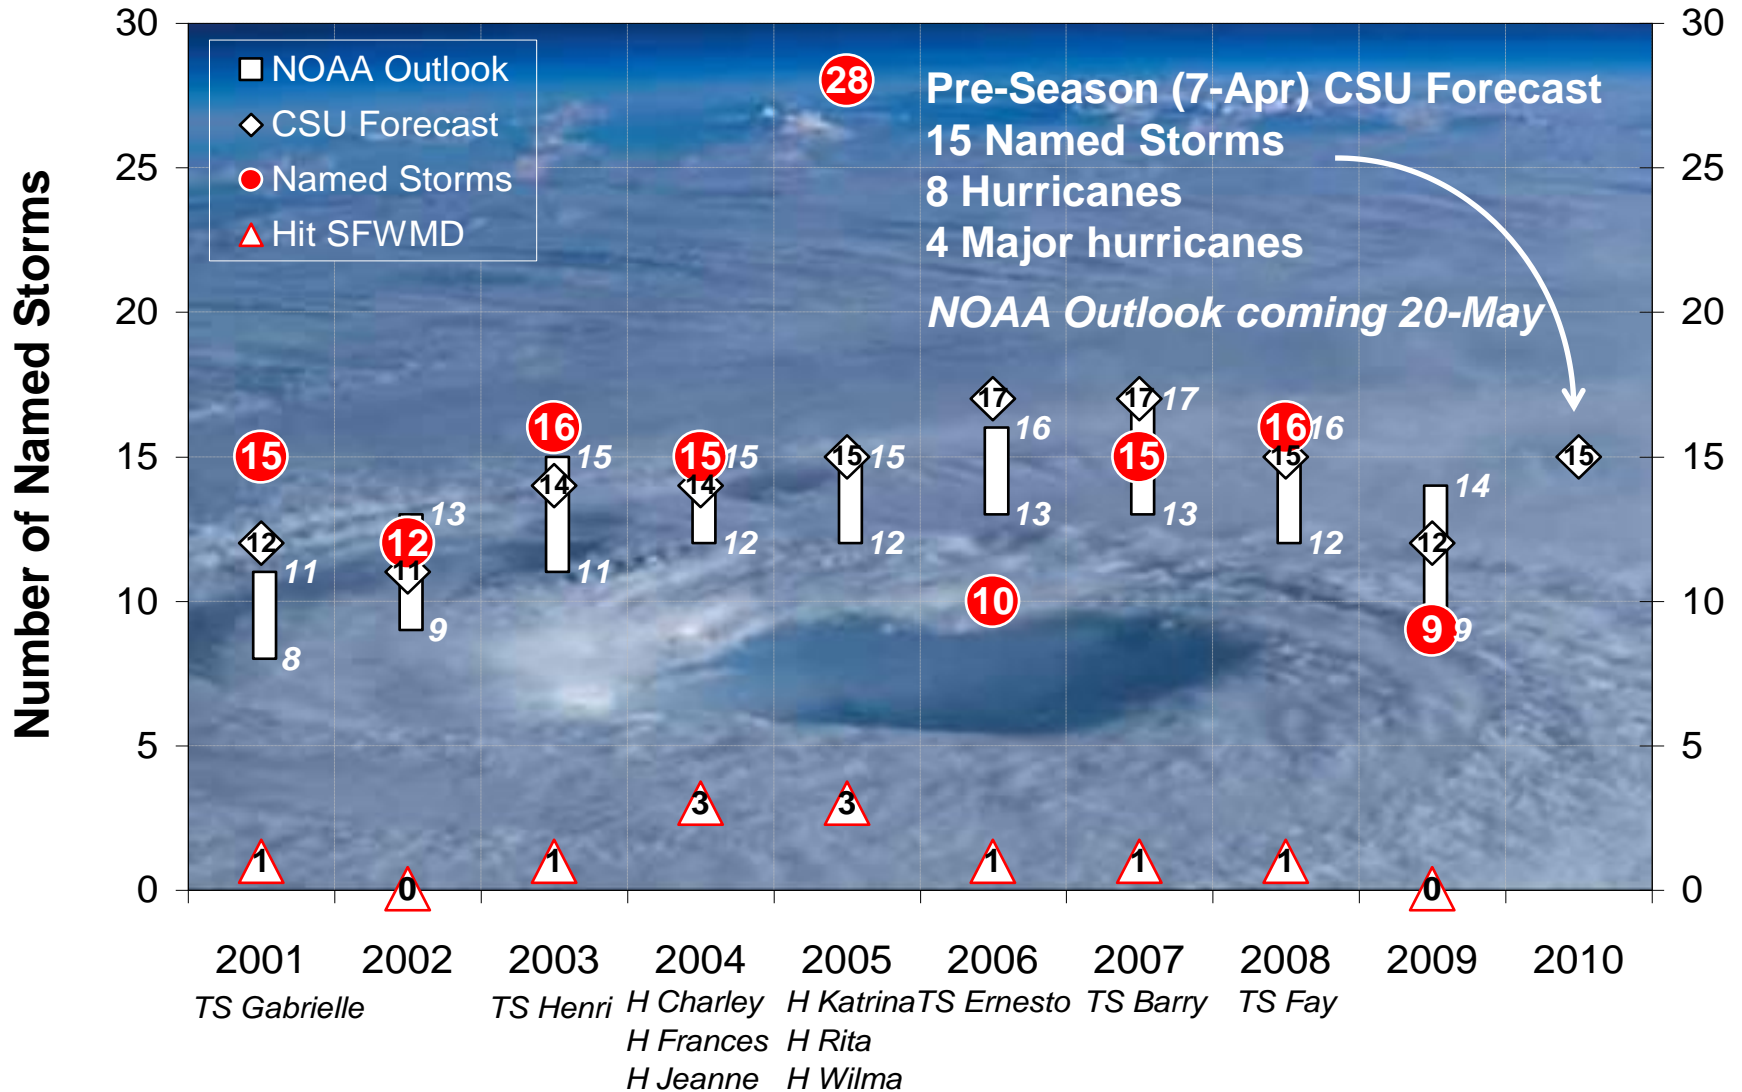 Number of Named Storms
30
25
20
15
10
5
0
30
25
20
15
10
5
0
NOAA Outlook
CSU Forecast
Named Storms
Hit SFWMD
Pre-Season (7-Apr) CSU Forecast
15 Named Storms
8 Hurricanes
4 Major hurricanes
NOAA Outlook coming 20-May
15
12
11
8
1
13
12
11
9
0
16
15
14
11
1
15
15
14
12
3
28
15
15
12
3
17
16
13
10
1
17
17
15
13
1
16
16
15
12
1
14
12
9
9
0
15
2001 2002 2003 2004 2005 2006 2007 2008 2009 2010
TS Gabrielle
TS Henri
H Charley
H Frances
H Jeanne
H Katrina
H Rita
H Wilma
TS Ernesto
TS Barry
TS Fay